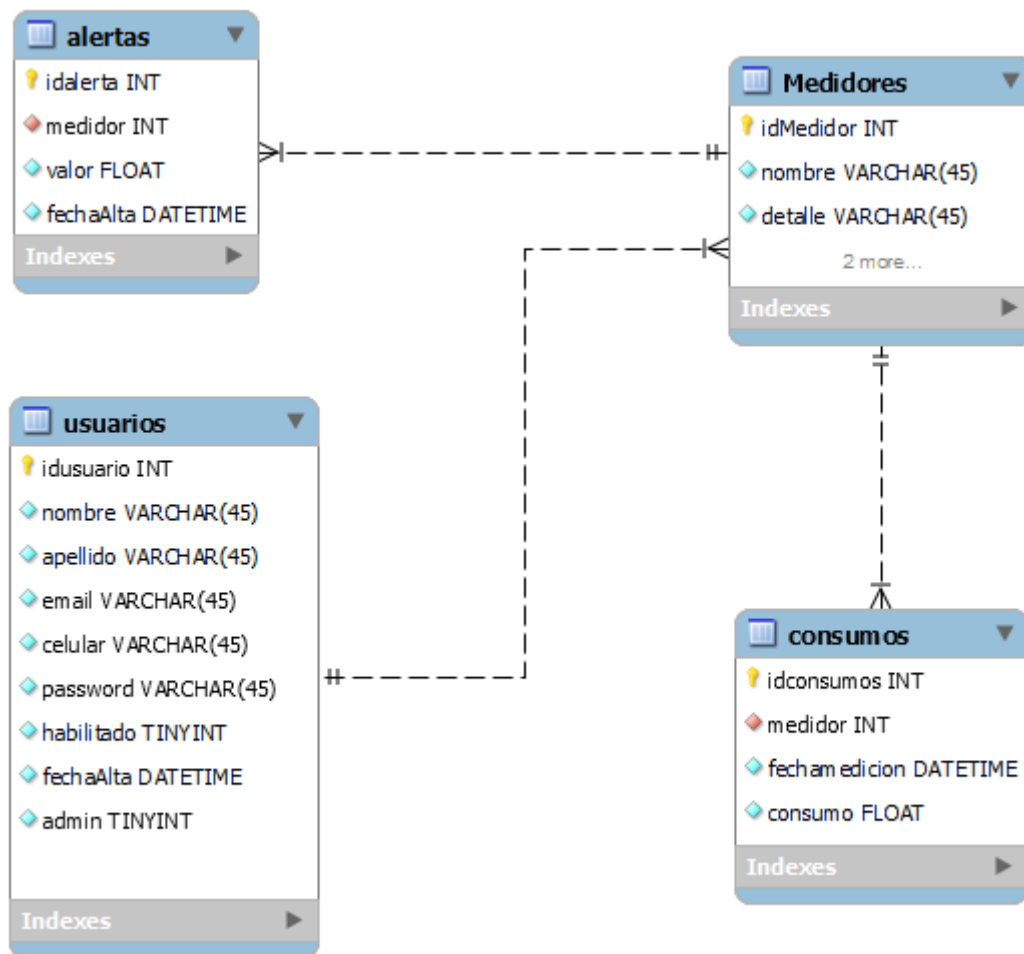 alertas
idalerta INT
medidor INT
valor FLOAT
fechaAlta DATETIME
Indexes
Medidores
idMedidor INT
nombre VARCHAR(45)
detalle VARCHAR(45)
2 more...
Indexes
usuarios
idusuario INT
nombre VARCHAR(45)
apellido VARCHAR(45)
email VARCHAR(45)
celular VARCHAR(45)
password VARCHAR(45)
habilitado TINYINT
fechaAlta DATETIME
admin TINYINT
Indexes
consumos
idconsumos INT
medidor INT
fechamedicion DATETIME
consumo FLOAT
Indexes